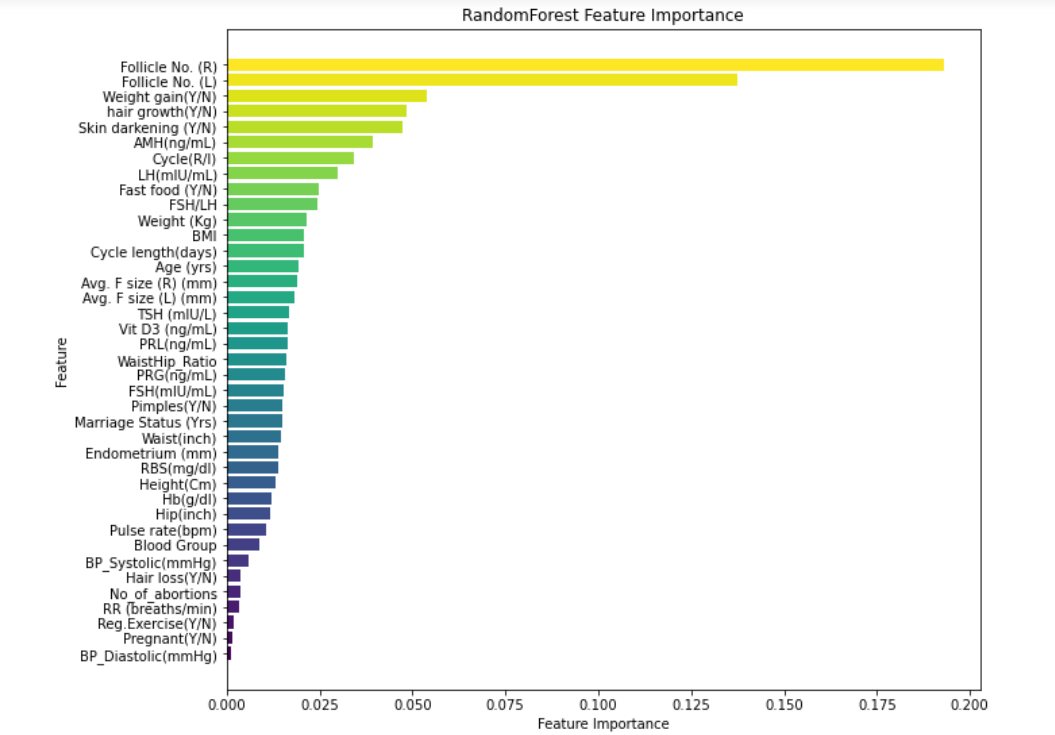 RandomForest Feature Importance
Follicle No. (R)
Follicle No. (L)
Weight gain(Y/N)
hair growth(Y/N)
Skin darkening (Y/N)
AMH(ng/mL)
Cycle(R/I)
LH(mIU/mL)
Fast food (Y/N)
FSH/LH
Weight (Kg)
BMI
Cycle length(days)
Age (yrs)
Avg. F size (R) (mm)
Avg. F size (L) (mm)
TSH (mIU/L)
Vit D3 (ng/mL)
PRL(ng/mL)
WaistHip_Ratio
PRG(ng/mL)
FSH(mIU/mL)
Pimples(Y/N)
Marriage Status (Yrs)
Waist(inch)
Endometrium (mm)
RBS(mg/dl)
Height(Cm)
Hb(g/dl)
Hip(inch)
Pulse rate(bpm)
Blood Group
BP_Systolic(mmHg)
Hair loss(Y/N)
No_of_abortions
RR (breaths/min)
Reg.Exercise(Y/N)
Pregnant(Y/N)
BP_Diastolic(mmHg)
Feature
0.000 0.025 0.050 0.075 0.100 0.125 0.150 0.175 0.200
Feature Importance